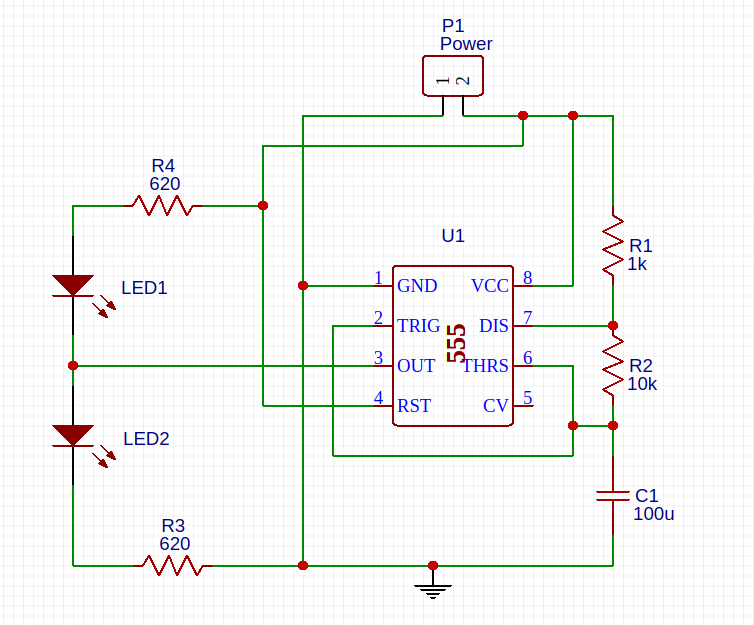 P1
Power
1
2
R4
620
U1
R1
1k
LED1
1
GND
VCC
8
2
TRIG
DIS
7
555
3
OUT
THRS
6
R2
10k
4
RST
CV
5
LED2
C1
100u
R3
620